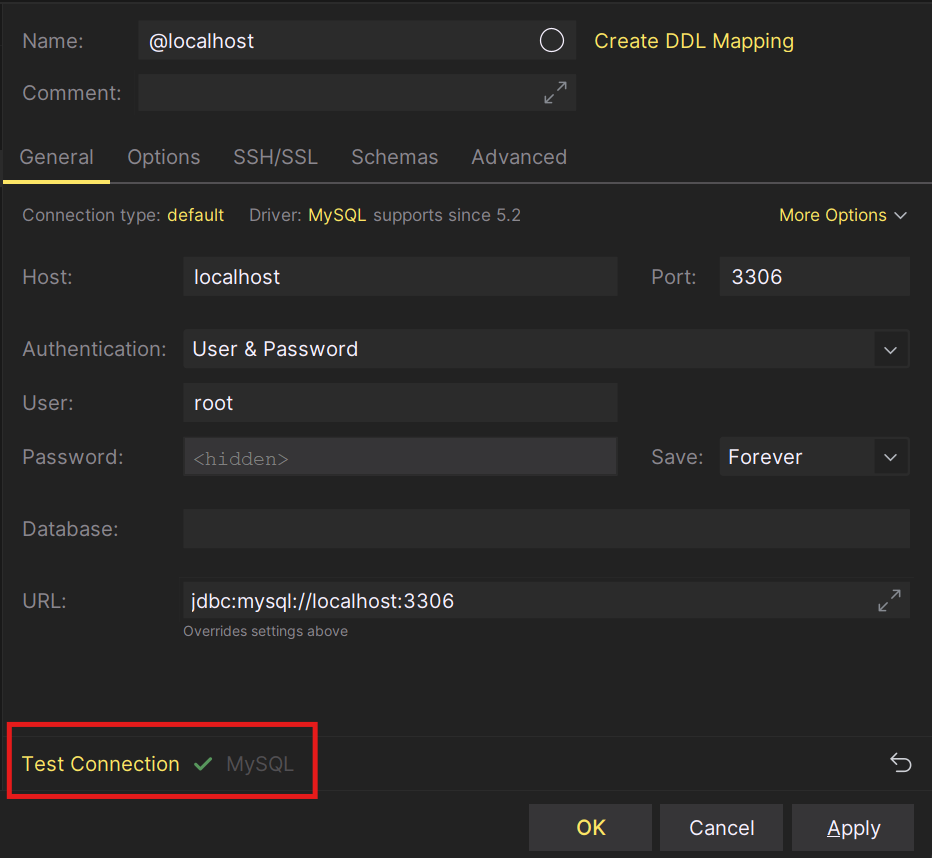 Name: @localhost Create DDL Mapping
Comment:
General Options SSH/SSL Schemas Advanced
Connection type: default Driver: MySQL supports since 5.2 More Options
Host: localhost Port: 3306
Authentication: User & Password
User: root
Password: <hidden> Save: Forever
Database:
URL: jdbc:mysql://localhost:3306
Overrides settings above
Test Connection ✓ MySQL
OK Cancel Apply